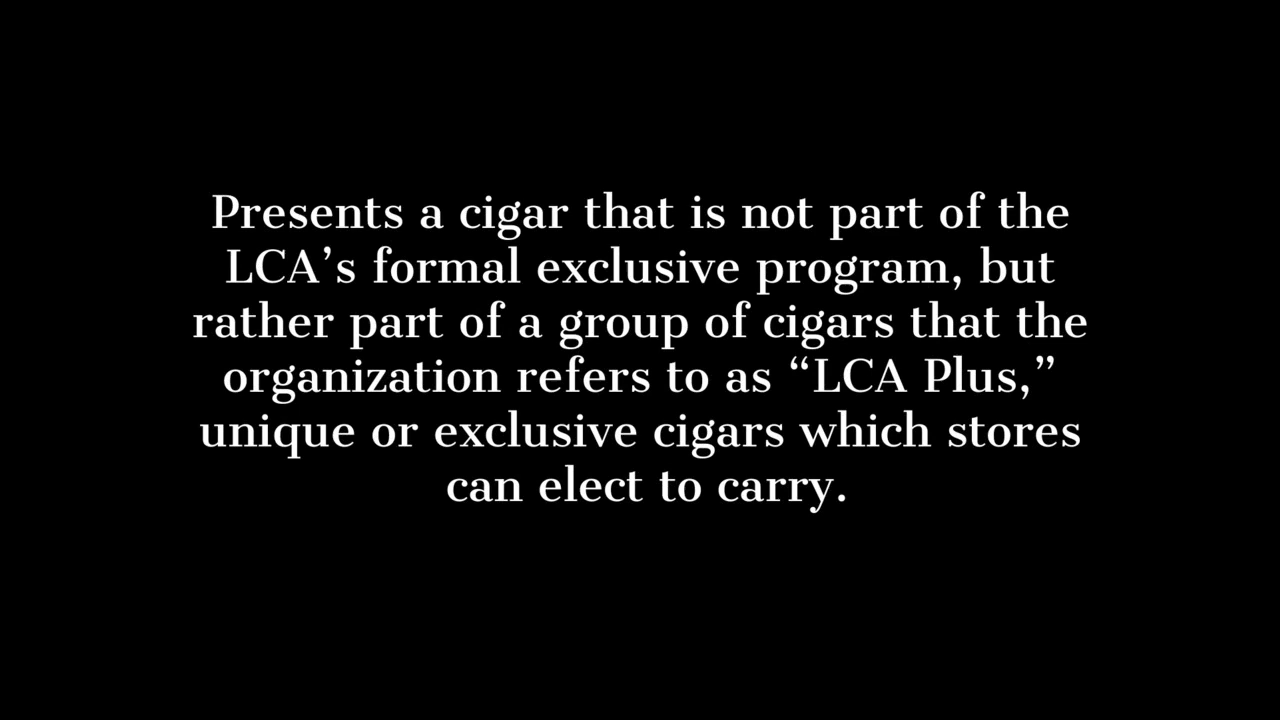 Presents a cigar that is not part of the
LCA’s formal exclusive program, but
rather part of a group of cigars that the
organization refers to as “LCA Plus,”
unique or exclusive cigars which stores
can elect to carry.